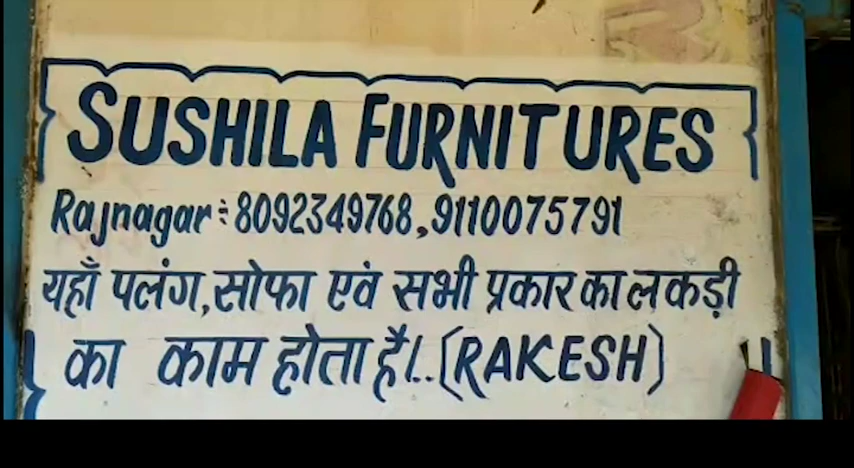 SUSHILA FURNITURES
Rajnagar:8092349768,9110075791
यहाँ पलंग,सोफा एवं सभी प्रकार का लकड़ी
का काम होता है।..(RAKESH)